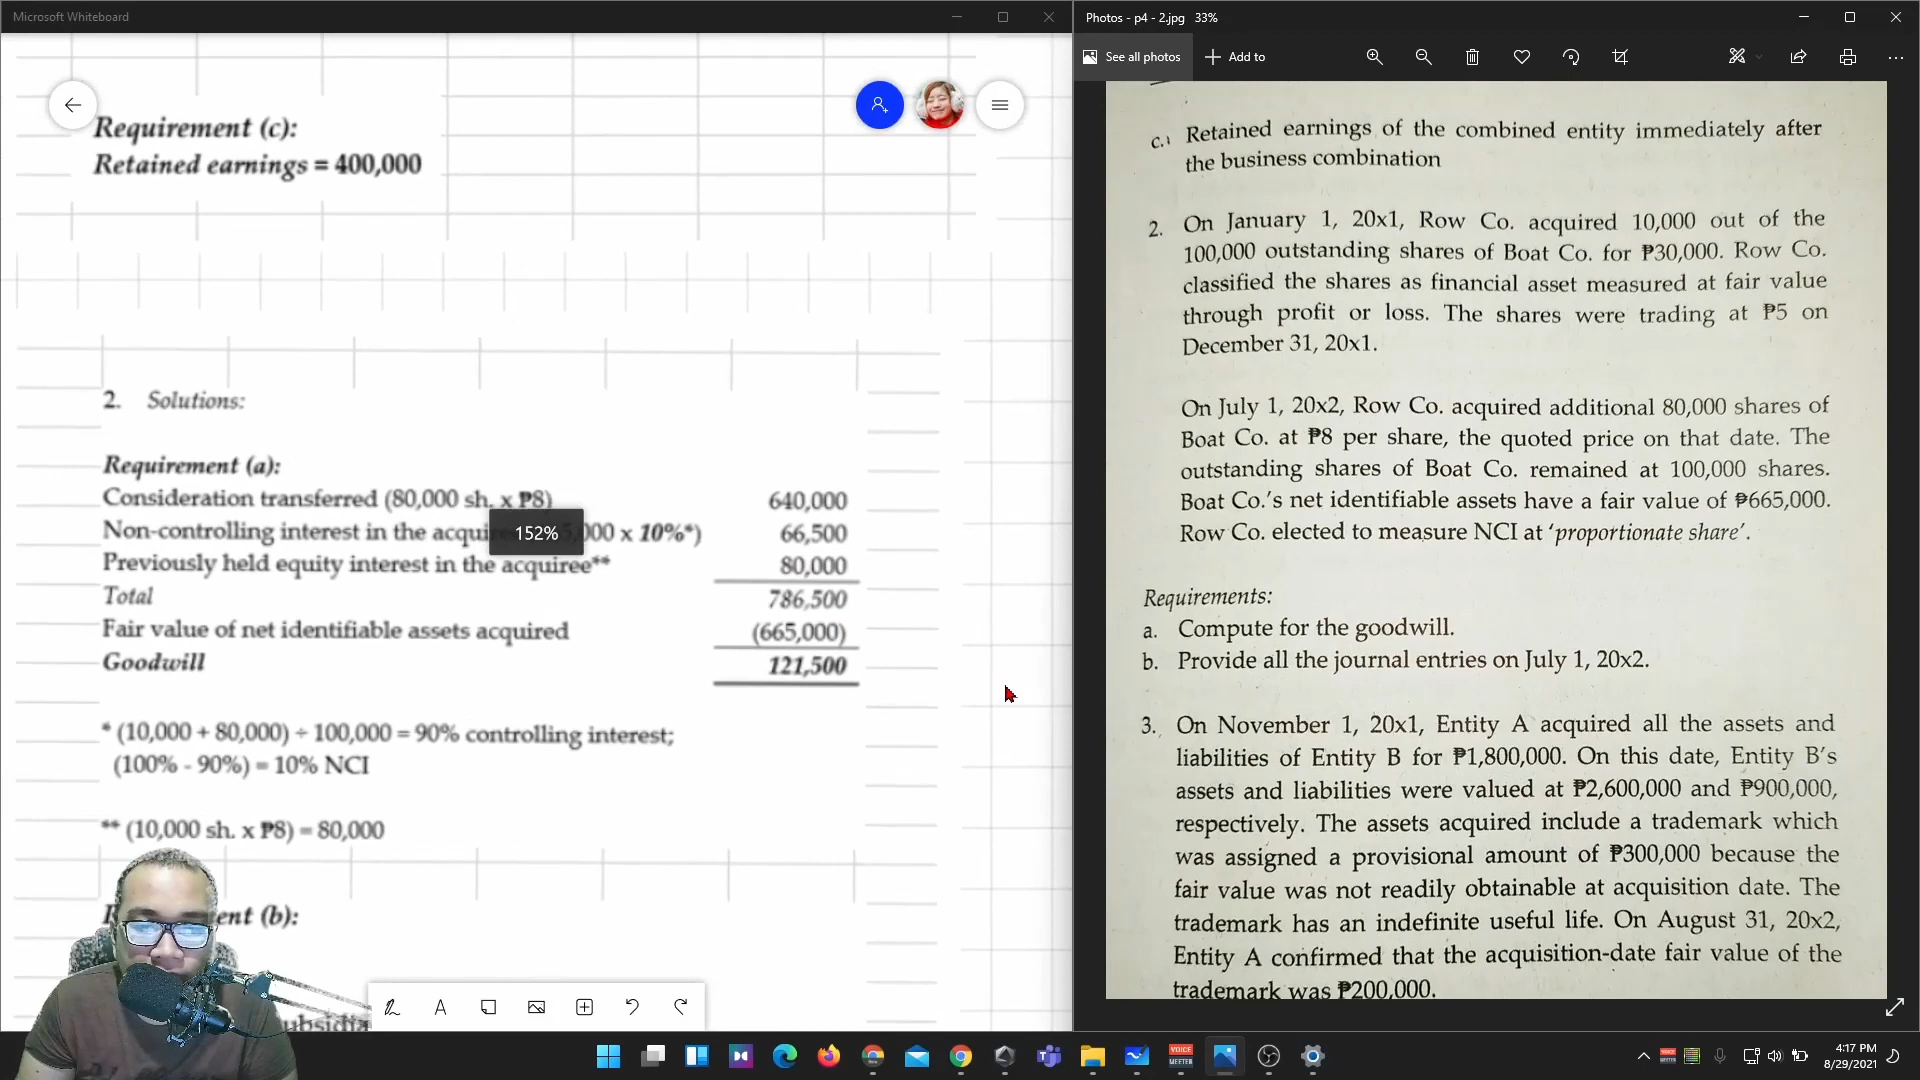 Microsoft Whiteboard
Requirement (c):
Retained earnings = 400,000
2. Solutions:
Requirement (a):
Consideration transferred (80,000 sh. x ₱8) 640,000
Non-controlling interest in the 000 x 10%*) 66,500
152%
Previously held equity interest in the acquiree** 80,000
Total 786,500
Fair value of net identifiable assets acquired (665,000)
Goodwill 121,500
* (10,000 + 80,000) ÷ 100,000 = 90% controlling interest;
(100% - 90%) = 10% NCI
** (10,000 sh. x ₱8) = 80,000
(b):
Photos - p4 - 2.jpg 33%
See all photos
Add to
c. Retained earnings of the combined entity immediately after
the business combination
2. On January 1, 20x1, Row Co. acquired 10,000 out of the
100,000 outstanding shares of Boat Co. for ₱30,000. Row Co.
classified the shares as financial asset measured at fair value
through profit or loss. The shares were trading at ₱5 on
December 31, 20x1.
On July 1, 20x2, Row Co. acquired additional 80,000 shares of
Boat Co. at ₱8 per share, the quoted price on that date. The
outstanding shares of Boat Co. remained at 100,000 shares.
Boat Co.'s net identifiable assets have a fair value of ₱665,000.
Row Co. elected to measure NCI at 'proportionate share'.
Requirements:
a. Compute for the goodwill.
b. Provide all the journal entries on July 1, 20x2.
3. On November 1, 20x1, Entity A acquired all the assets and
liabilities of Entity B for ₱1,800,000. On this date, Entity B's
assets and liabilities were valued at ₱2,600,000 and ₱900,000,
respectively. The assets acquired include a trademark which
was assigned a provisional amount of ₱300,000 because the
fair value was not readily obtainable at acquisition date. The
trademark has an indefinite useful life. On August 31, 20x2,
Entity A confirmed that the acquisition-date fair value of the
trademark was ₱200,000.
VOICE
MEETER
4:17 PM
8/29/2021